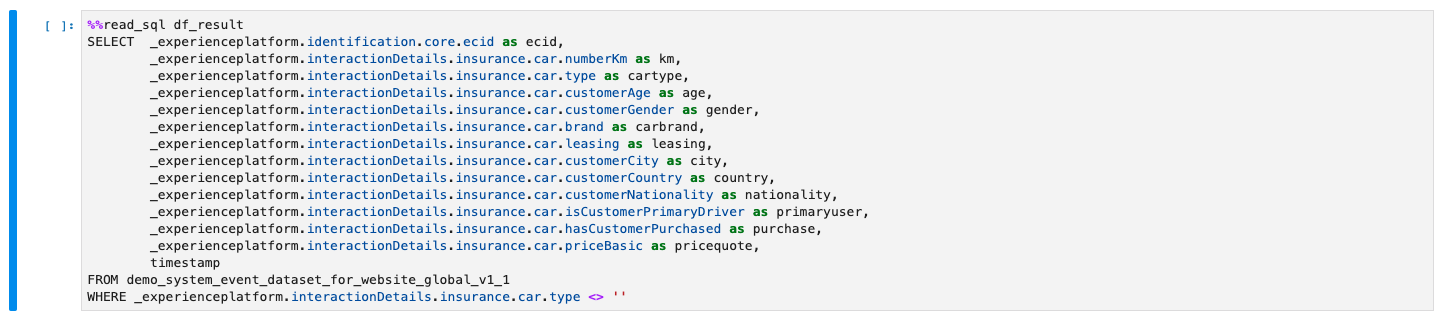 [ ]: %%read_sql df_result
SELECT  _experienceplatform.identification.core.ecid as ecid,
        _experienceplatform.interactionDetails.insurance.car.numberKm as km,
        _experienceplatform.interactionDetails.insurance.car.type as cartype,
        _experienceplatform.interactionDetails.insurance.car.customerAge as age,
        _experienceplatform.interactionDetails.insurance.car.customerGender as gender,
        _experienceplatform.interactionDetails.insurance.car.brand as carbrand,
        _experienceplatform.interactionDetails.insurance.car.leasing as leasing,
        _experienceplatform.interactionDetails.insurance.car.customerCity as city,
        _experienceplatform.interactionDetails.insurance.car.customerCountry as country,
        _experienceplatform.interactionDetails.insurance.car.customerNationality as nationality,
        _experienceplatform.interactionDetails.insurance.car.isCustomerPrimaryDriver as primaryuser,
        _experienceplatform.interactionDetails.insurance.car.hasCustomerPurchased as purchase,
        _experienceplatform.interactionDetails.insurance.car.priceBasic as pricequote,
        timestamp
FROM demo_system_event_dataset_for_website_global_v1_1
WHERE _experienceplatform.interactionDetails.insurance.car.type <> ''